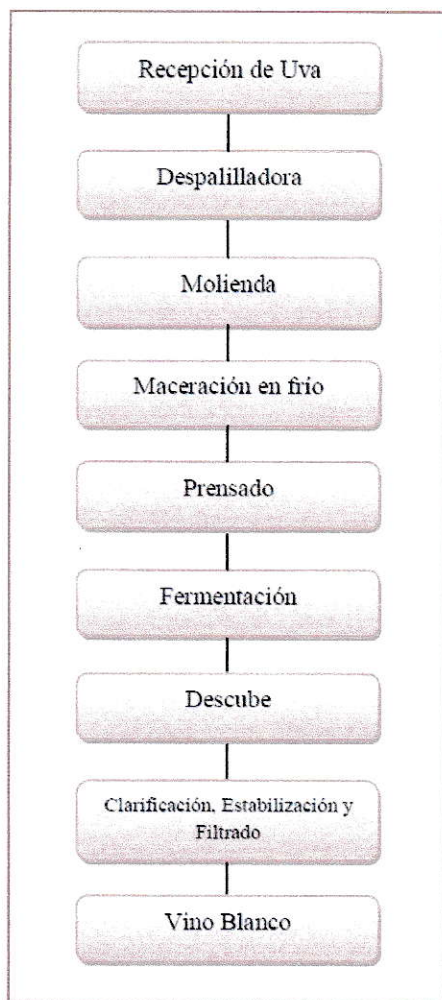 Recepción de Uva
Despalilladora
Molienda
Maceración en frío
Prensado
Fermentación
Descube
Clarificación, Estabilización y
Filtrado
Vino Blanco